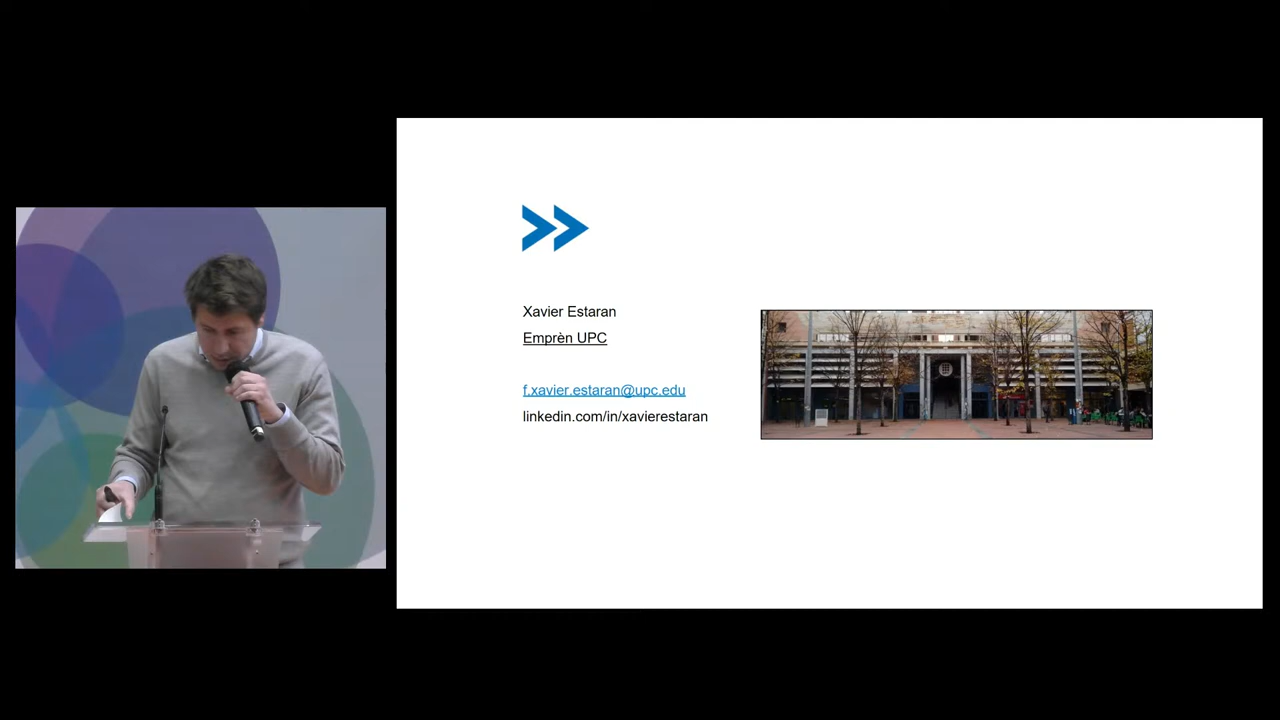 Xavier Estaran
Emprèn UPC
f.xavier.estaran@upc.edu
linkedin.com/in/xavierestaran